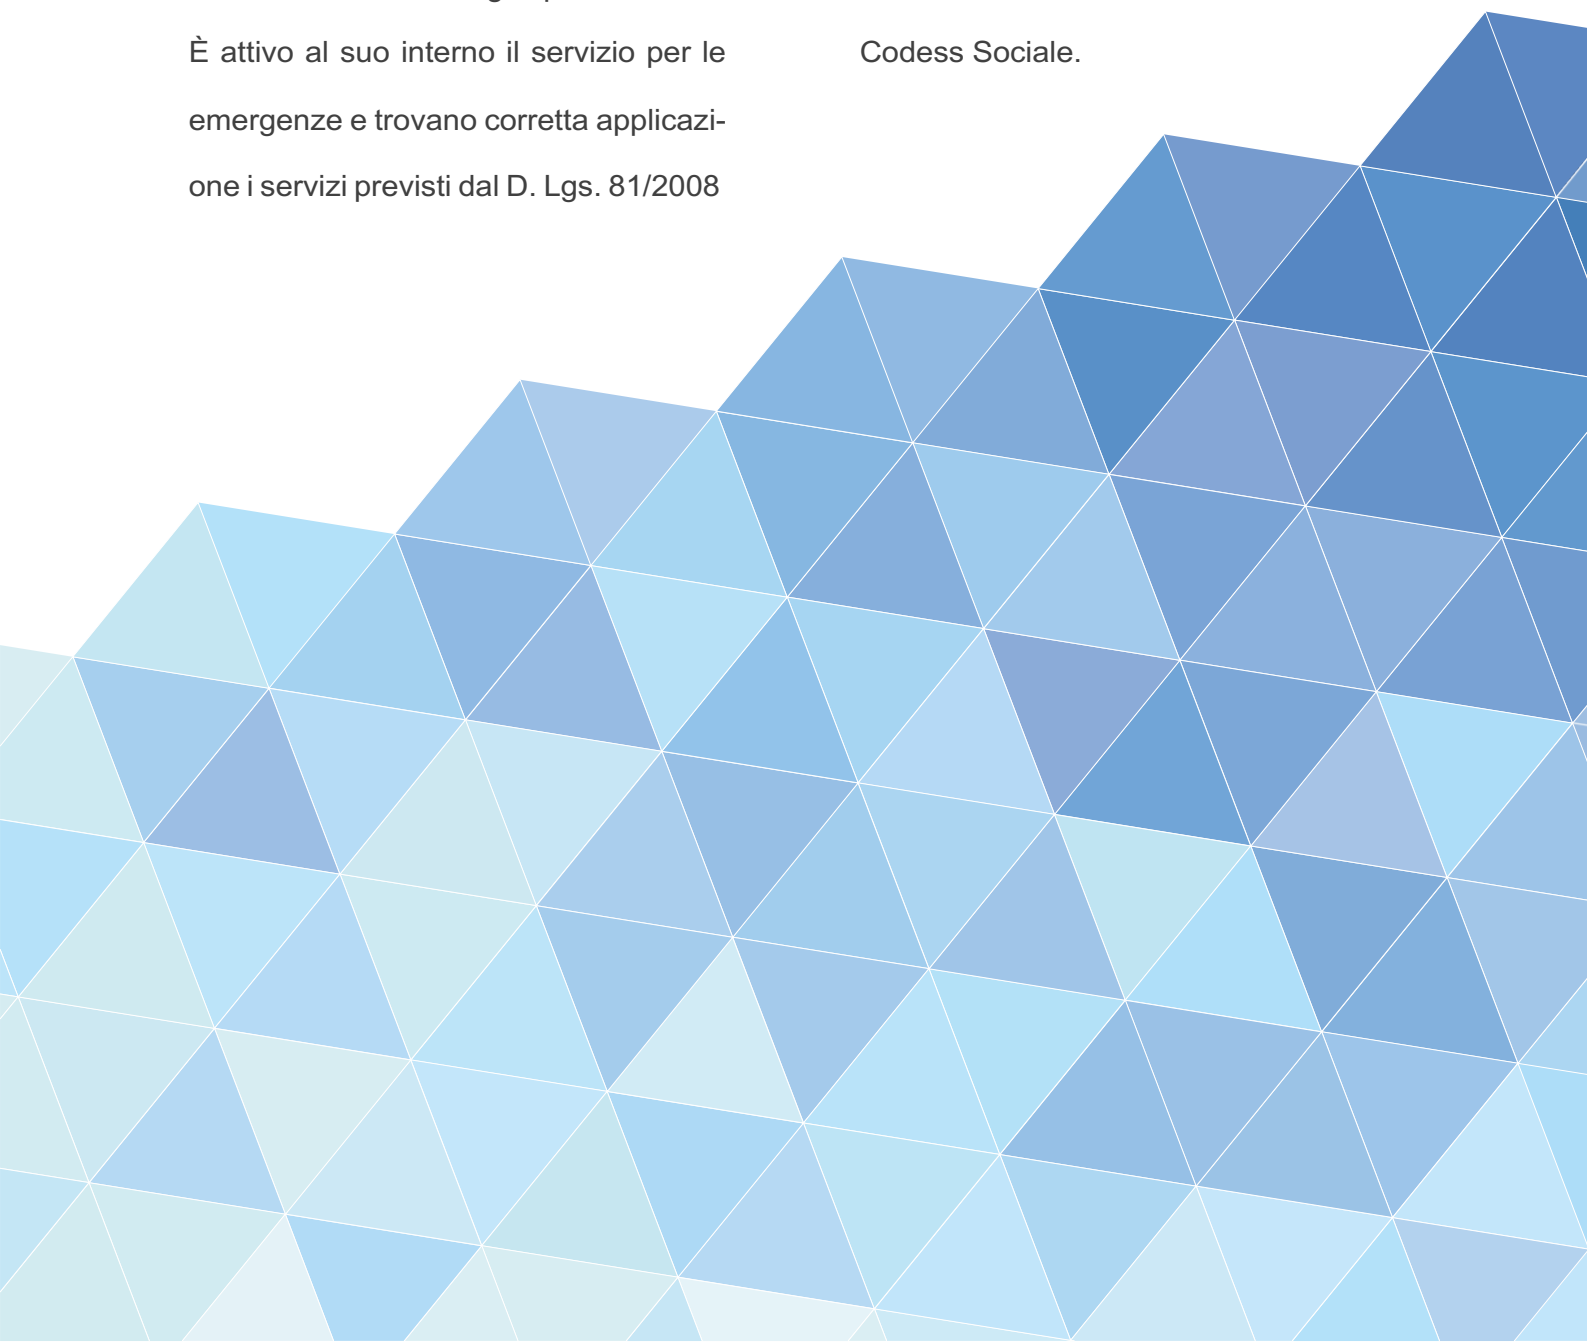 È attivo al suo interno il servizio per le
emergenze e trovano corretta applicazi-
one i servizi previsti dal D. Lgs. 81/2008
Codess Sociale.